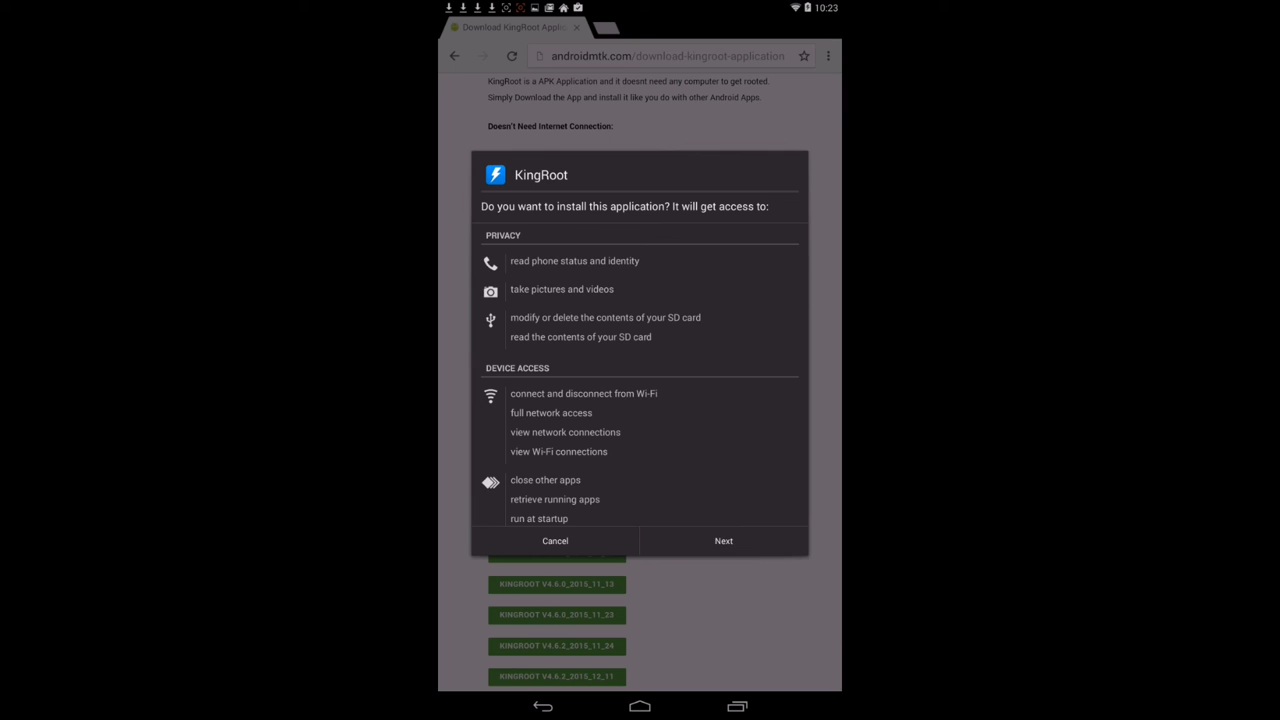 10:23
Download KingRoot Applic
androidmtk.com/download-kingroot-application
KingRoot is a APK Application and it doesnt need any computer to get rooted.
Simply Download the App and install it like you do with other Android Apps.
Doesn't Need Internet Connection:
KingRoot
Do you want to install this application? It will get access to:
PRIVACY
read phone status and identity
take pictures and videos
modify or delete the contents of your SD card
read the contents of your SD card
DEVICE ACCESS
connect and disconnect from Wi-Fi
full network access
view network connections
view Wi-Fi connections
close other apps
retrieve running apps
run at startup
Cancel Next
KINGROOT V4.6.0_2015_11_13
KINGROOT V4.6.0_2015_11_23
KINGROOT V4.6.2_2015_11_24
KINGROOT V4.6.2_2015_12_11